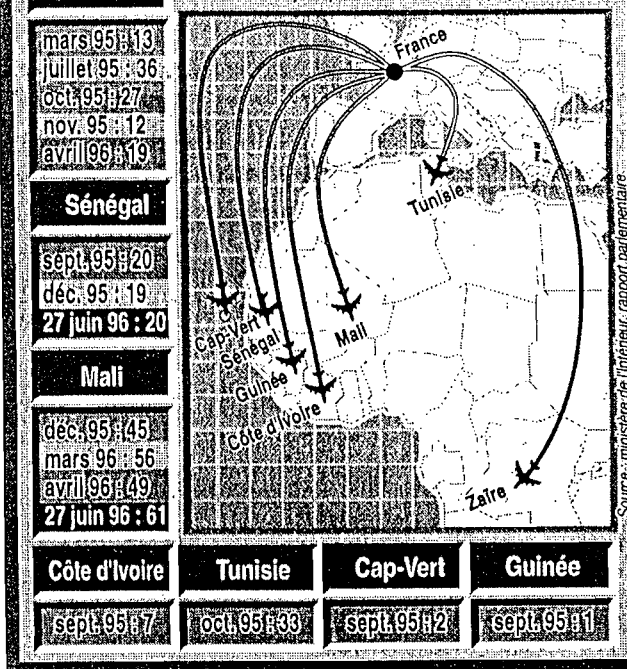 mars 95 : 13
juillet 95 : 36
oct. 95 : 27
nov. 95 : 12
avril 96 : 19
Sénégal
sept. 95 : 20
déc. 95 : 19
27 juin 96 : 20
Mali
déc. 95 : 45
mars 96 : 56
avril 96 : 49
27 juin 96 : 61
France
Tunisie
Cap-Vert
Sénégal
Mali
Guinée
Côte d'Ivoire
Zaïre
Source : ministère de l'Intérieur, rapport parlementaire
Côte d'Ivoire
sept. 95 : 7
Tunisie
oct. 95 : 33
Cap-Vert
sept. 95 : 2
Guinée
sept. 95 : 1